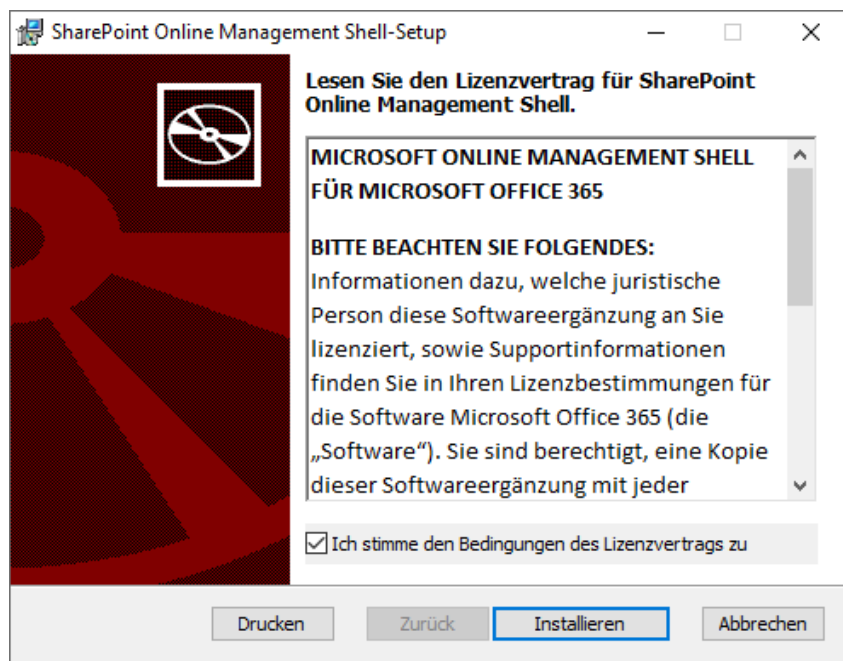 SharePoint Online Management Shell-Setup
Lesen Sie den Lizenzvertrag für SharePoint
Online Management Shell.
MICROSOFT ONLINE MANAGEMENT SHELL
FÜR MICROSOFT OFFICE 365
BITTE BEACHTEN SIE FOLGENDES:
Informationen dazu, welche juristische
Person diese Softwareergänzung an Sie
lizenziert, sowie Supportinformationen
finden Sie in Ihren Lizenzbestimmungen für
die Software Microsoft Office 365 (die
„Software“). Sie sind berechtigt, eine Kopie
dieser Softwareergänzung mit jeder
Ich stimme den Bedingungen des Lizenzvertrags zu
Drucken Zurück Installieren Abbrechen